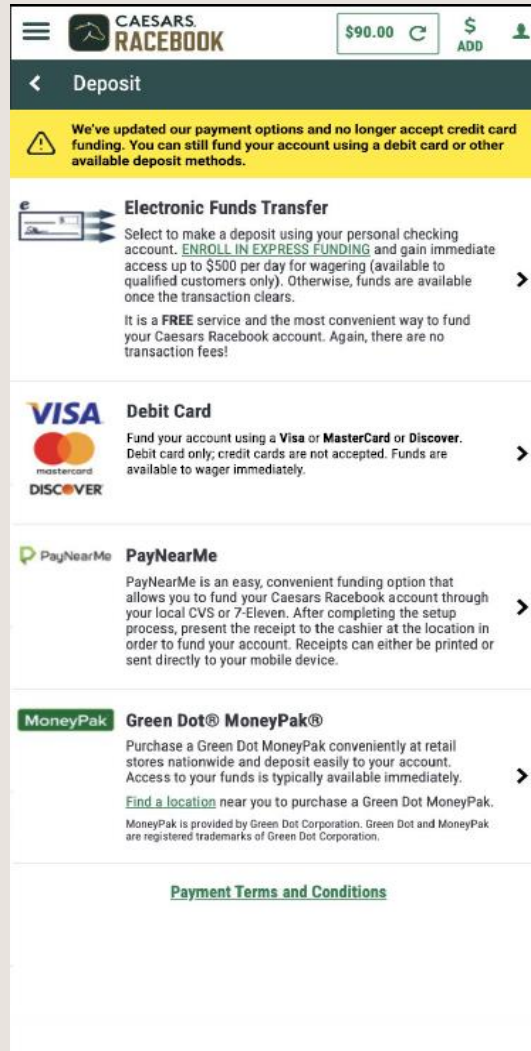 CAESARS
RACEBOOK
$90.00
$
ADD
Deposit
We've updated our payment options and no longer accept credit card
funding. You can still fund your account using a debit card or other
available deposit methods.
e
Electronic Funds Transfer
Select to make a deposit using your personal checking
account. ENROLL IN EXPRESS FUNDING and gain immediate
access up to $500 per day for wagering (available to
qualified customers only). Otherwise, funds are available
once the transaction clears.
It is a FREE service and the most convenient way to fund
your Caesars Racebook account. Again, there are no
transaction fees!
VISA
mastercard
DISCOVER
Debit Card
Fund your account using a Visa or MasterCard or Discover.
Debit card only; credit cards are not accepted. Funds are
available to wager immediately.
PayNearMe
PayNearMe
PayNearMe is an easy, convenient funding option that
allows you to fund your Caesars Racebook account through
your local CVS or 7-Eleven. After completing the setup
process, present the receipt to the cashier at the location in
order to fund your account. Receipts can either be printed or
sent directly to your mobile device.
MoneyPak
Green Dot® MoneyPak®
Purchase a Green Dot MoneyPak conveniently at retail
stores nationwide and deposit easily to your account.
Access to your funds is typically available immediately.
Find a location near you to purchase a Green Dot MoneyPak.
MoneyPak is provided by Green Dot Corporation. Green Dot and MoneyPak
are registered trademarks of Green Dot Corporation.
Payment Terms and Conditions